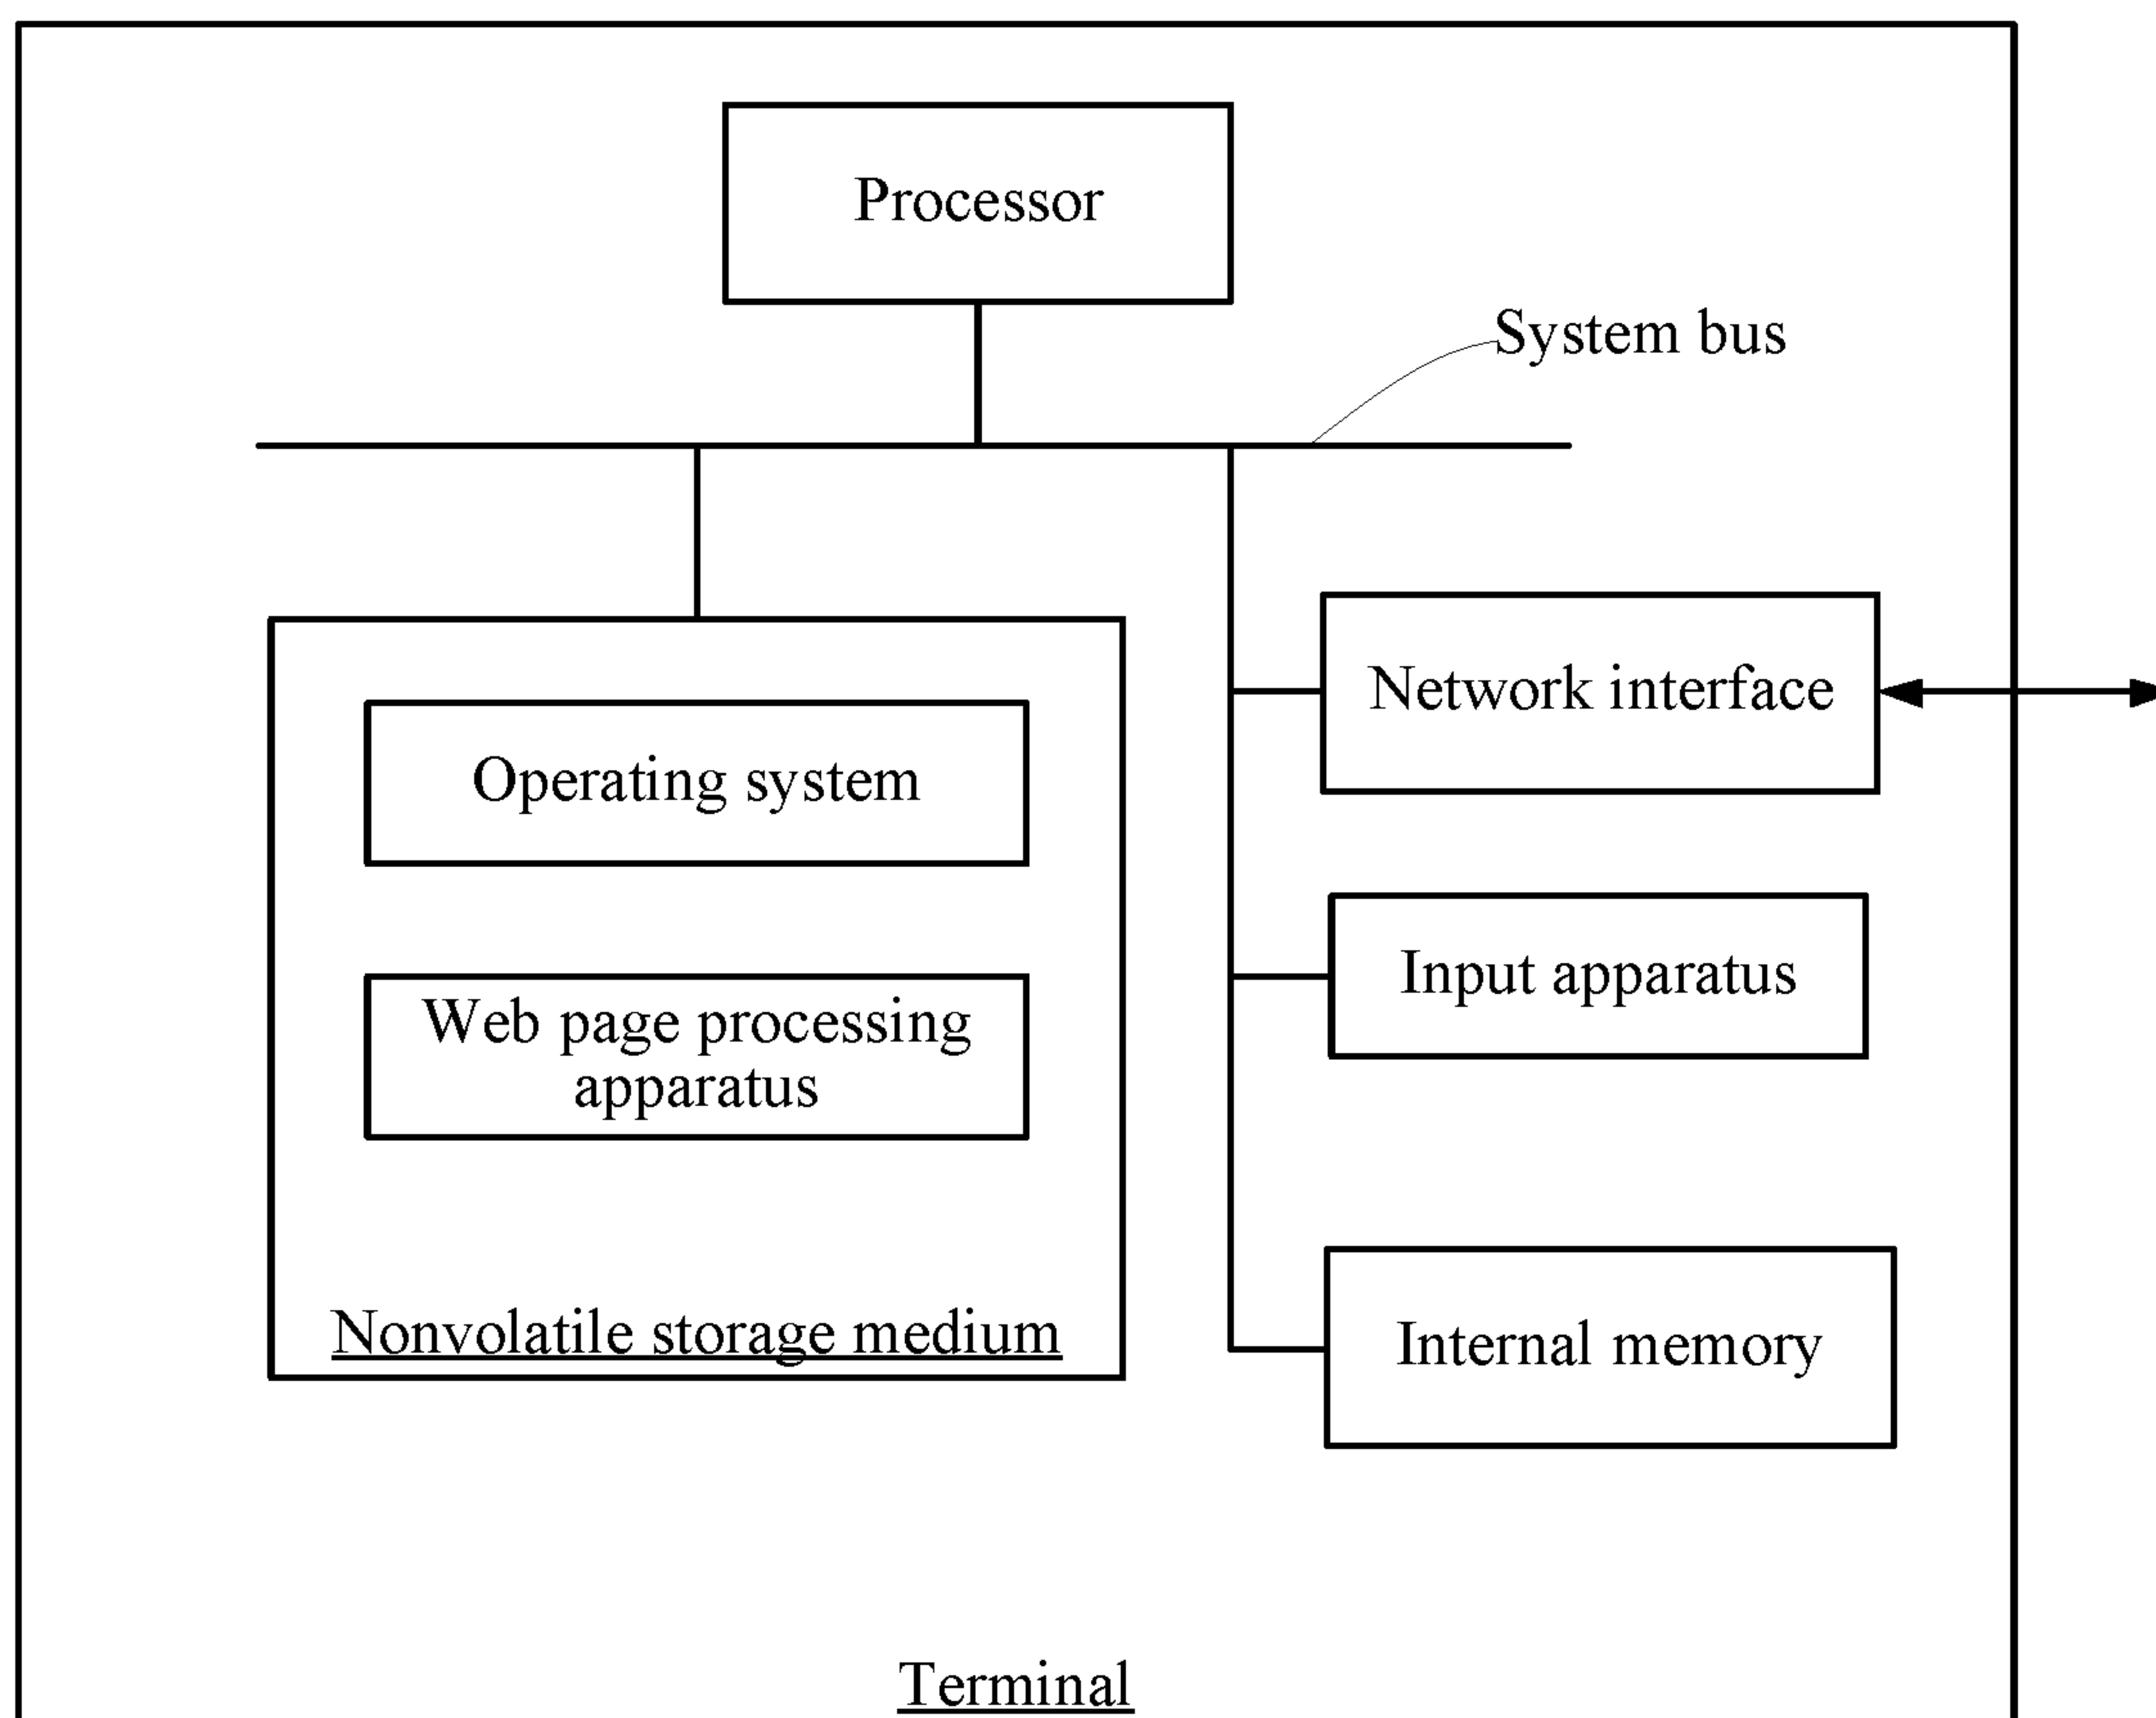 Processor
System bus
Network interface
Operating system
Input apparatus
Web page processing
apparatus
Nonvolatile storage medium
Internal memory
Terminal